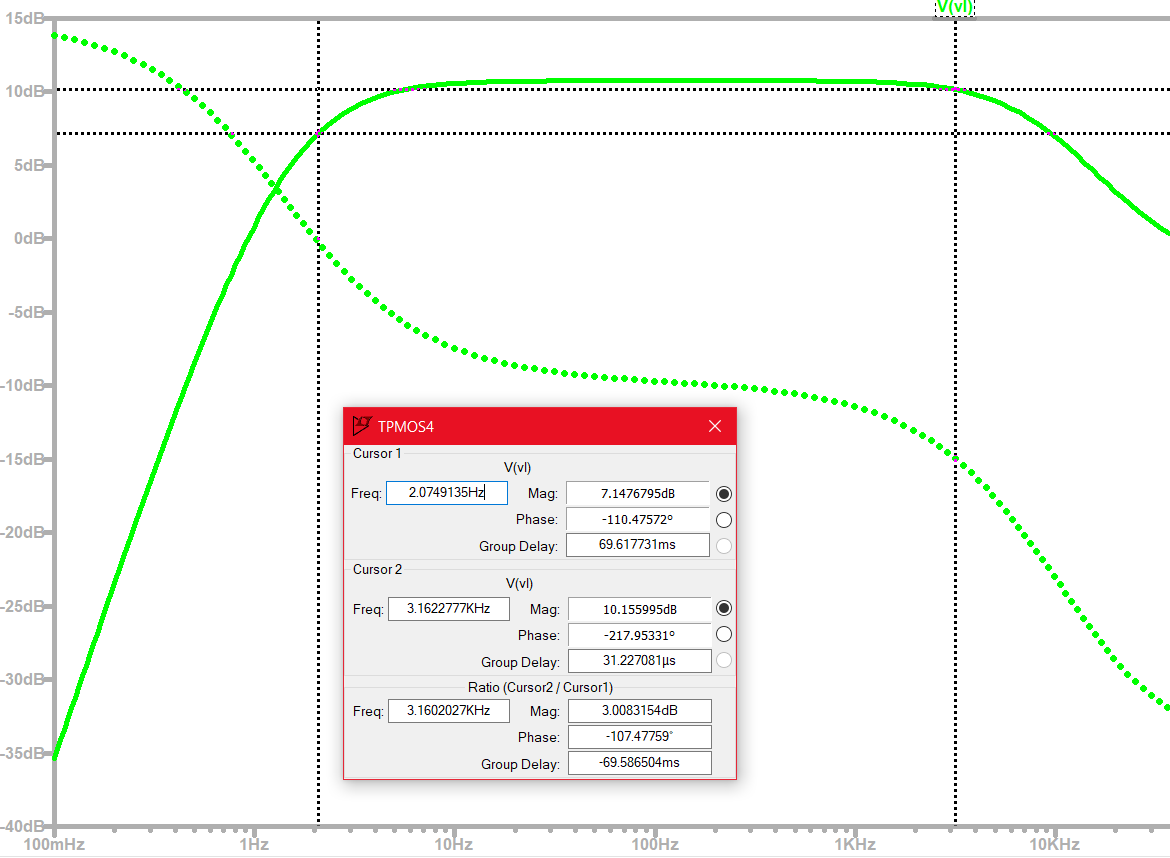 V(vl)
15dB
10dB
5dB
0dB
-5dB
-10dB
-15dB
-20dB
-25dB
-30dB
-35dB
-40dB
TPMOS4
Cursor 1
V(vl)
Freq: 2.0749135Hz Mag: 7.1476795dB
Phase: -110.47572º
Group Delay: 69.617731ms
Cursor 2
V(vl)
Freq: 3.1622777KHz Mag: 10.155995dB
Phase: -217.95331º
Group Delay: 31.227081µs
Ratio (Cursor2 / Cursor1)
Freq: 3.1602027KHz Mag: 3.0083154dB
Phase: -107.47759°
Group Delay: -69.586504ms
100mHz 1Hz 10Hz 100Hz 1KHz 10KHz